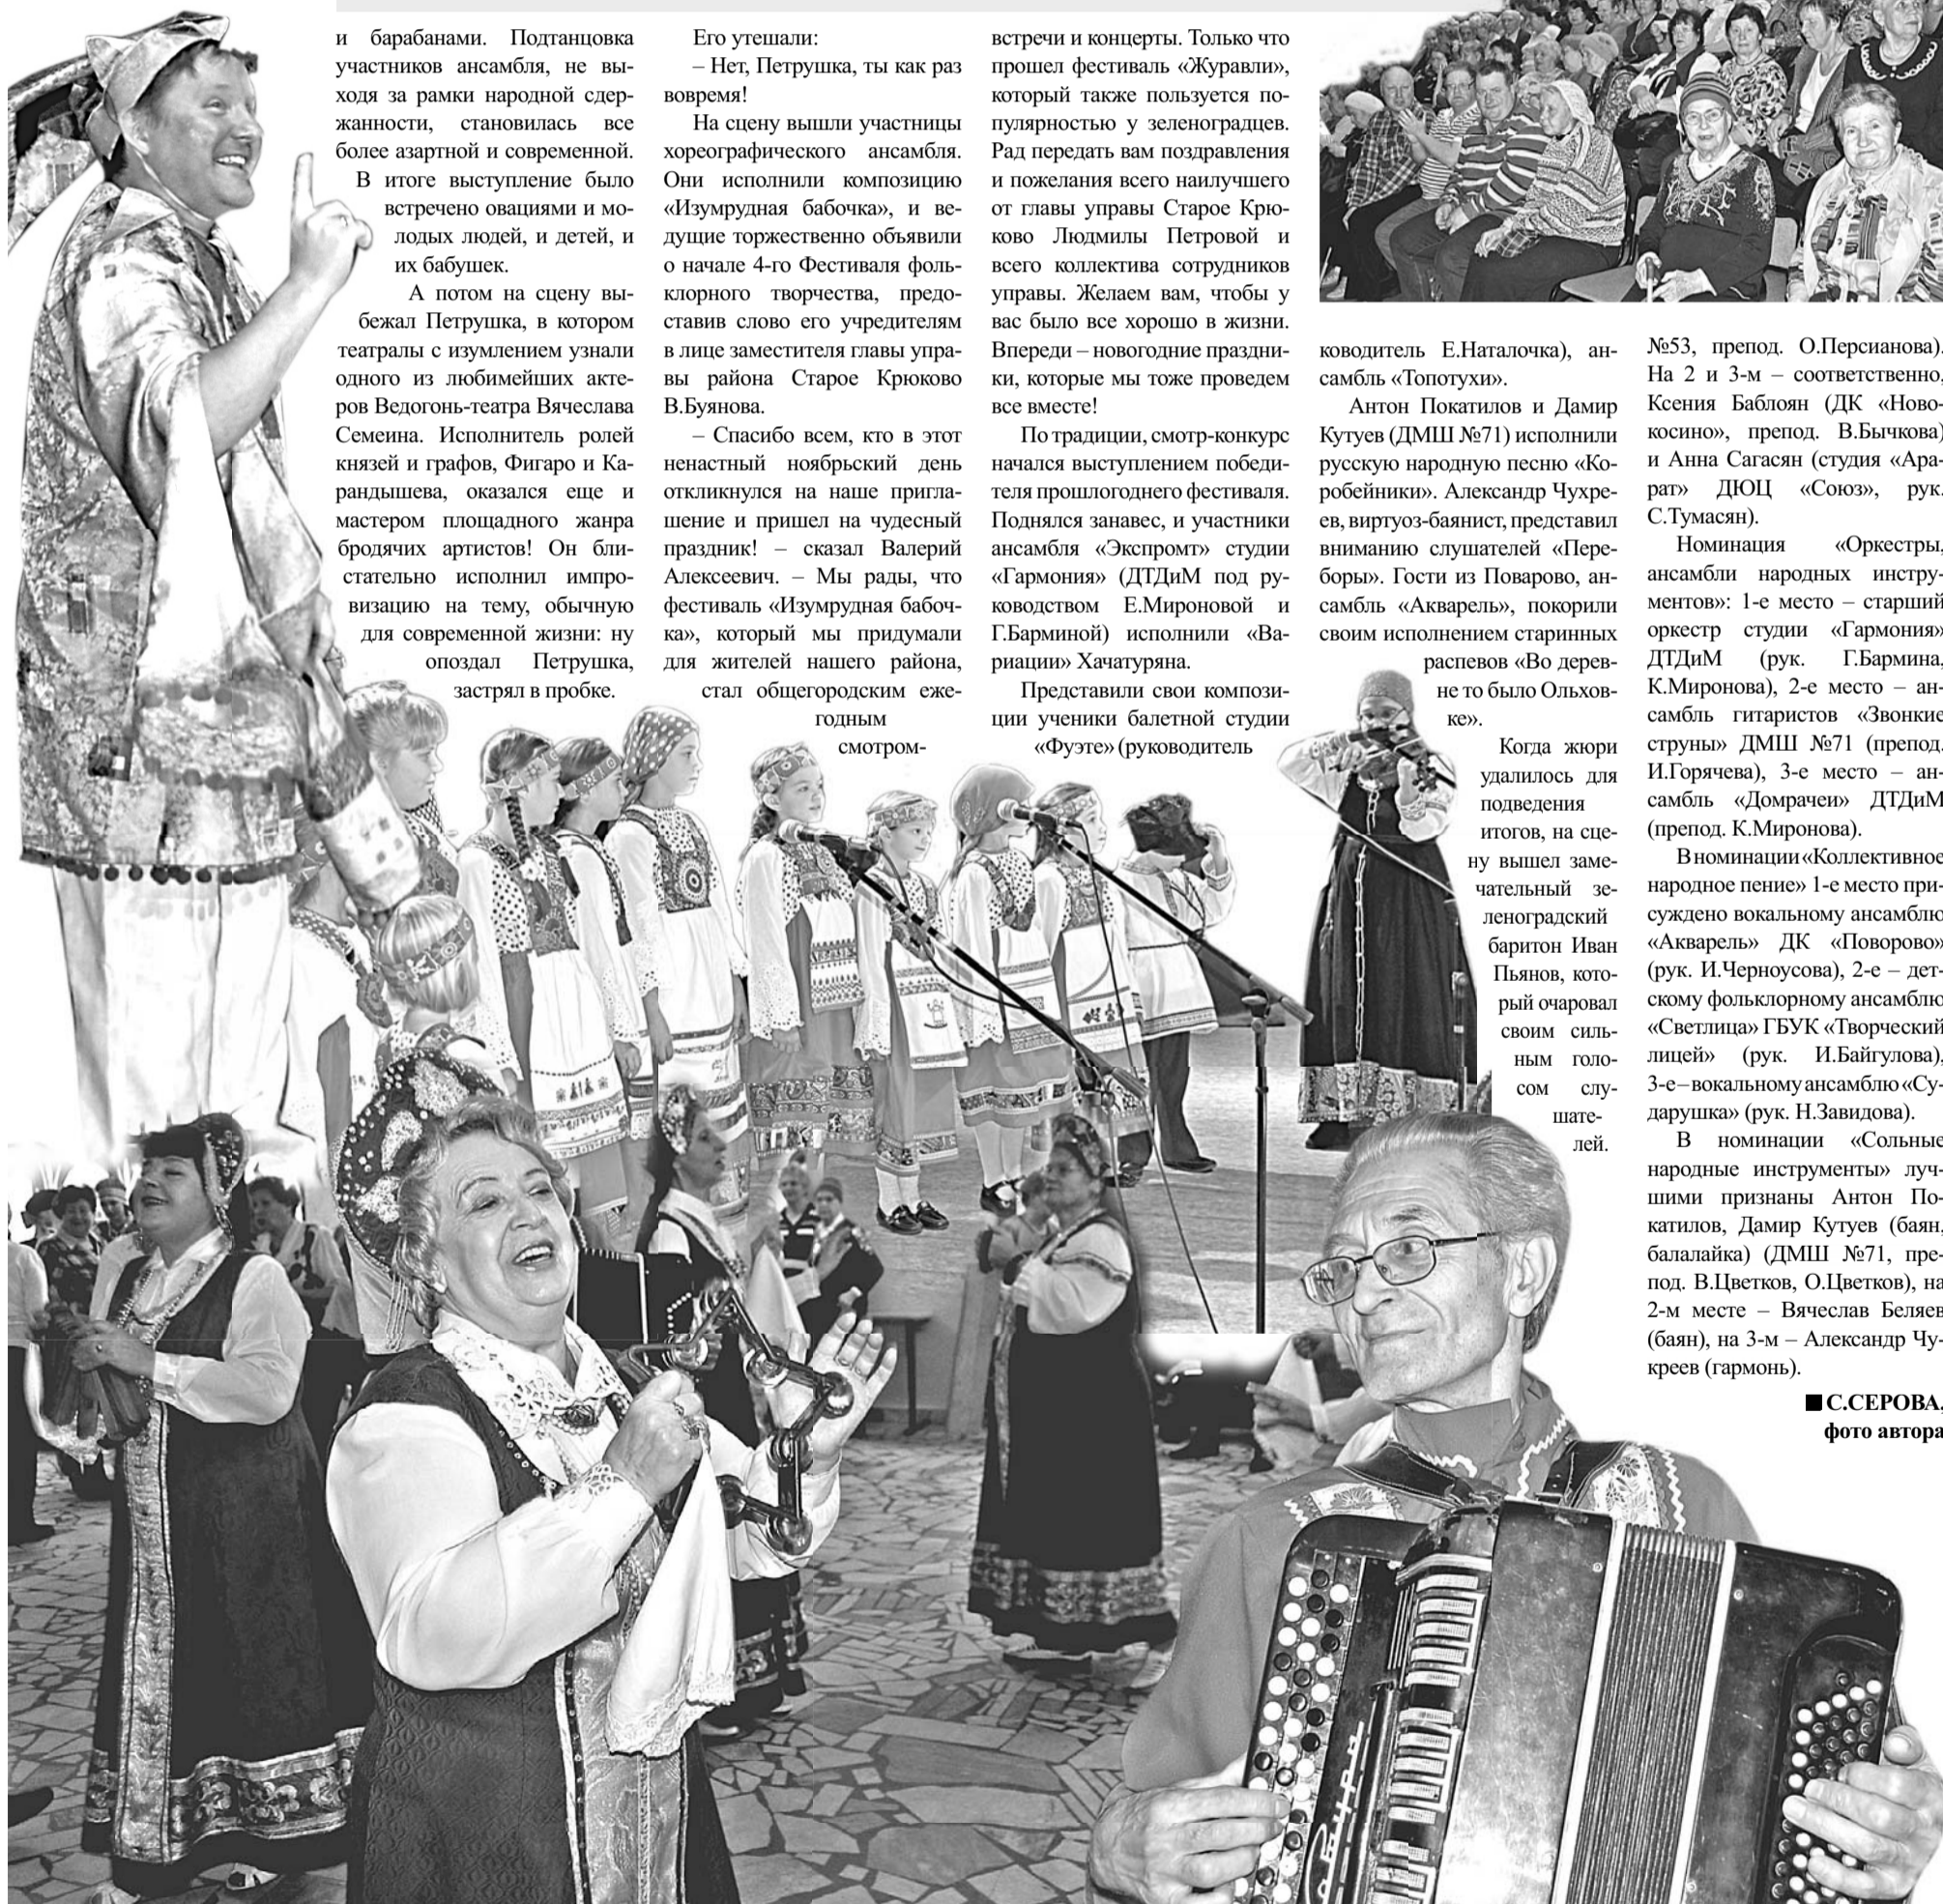 и барабанами. Подтанцовка
участников ансамбля, не вы-
ходя за рамки народной сдер-
жанности, становилась все
более азартной и современной.
В итоге выступление было
встречено овациями и мо-
лодых людей, и детей, и
их бабушек.
А потом на сцену вы-
бежал Петрушка, в котором
театралы с изумлением узнали
одного из любимейших акте-
ров Ведогонь-театра Вячеслава
Семеина. Исполнитель ролей
князей и графов, Фигаро и Ка-
рандышева, оказался еще и
мастером площадного жанра
бродячих артистов! Он бли-
стательно исполнил импро-
визацию на тему, обычную
для современной жизни: ну
опоздал Петрушка,
застрял в пробке.
Его утешали:
– Нет, Петрушка, ты как раз
вовремя!
На сцену вышли участницы
хореографического ансамбля.
Они исполнили композицию
«Изумрудная бабочка», и ве-
дущие торжественно объявили
о начале 4-го Фестиваля фоль-
клорного творчества, предо-
ставив слово его учредителям
в лице заместителя главы упра-
вы района Старое Крюково
В.Буянова.
– Спасибо всем, кто в этот
ненастный ноябрьский день
откликнулся на наше пригла-
шение и пришел на чудесный
праздник! – сказал Валерий
Алексеевич. – Мы рады, что
фестиваль «Изумрудная бабоч-
ка», который мы придумали
для жителей нашего района,
стал общегородским еже-
годным
смотром-
встречи и концерты. Только что
прошел фестиваль «Журавли»,
который также пользуется по-
пулярностью у зеленоградцев.
Рад передать вам поздравления
и пожелания всего наилучшего
от главы управы Старое Крю-
ково Людмилы Петровой и
всего коллектива сотрудников
управы. Желаем вам, чтобы у
вас было все хорошо в жизни.
Впереди – новогодние праздни-
ки, которые мы тоже проведем
все вместе!
По традиции, смотр-конкурс
начался выступлением победи-
теля прошлогоднего фестиваля.
Поднялся занавес, и участники
ансамбля «Экспромт» студии
«Гармония» (ДТДиМ под ру-
ководством Е.Мироновой и
Г.Барминой) исполнили «Ва-
риации» Хачатуряна.
Представили свои компози-
ции ученики балетной студии
«Фуэте» (руководитель
ководитель Е.Наталочка), ан-
самбль «Топотухи».
Антон Покатилов и Дамир
Кутуев (ДМШ №71) исполнили
русскую народную песню «Ко-
робейники». Александр Чухре-
ев, виртуоз-баянист, представил
вниманию слушателей «Пере-
боры». Гости из Поварово, ан-
самбль «Акварель», покорили
своим исполнением старинных
распевов «Во дерев-
не то было Ольхов-
ке».
Когда жюри
удалилось для
подведения
итогов, на сце-
ну вышел заме-
чательный зе-
леноградский
баритон Иван
Пьянов, кото-
рый очаровал
своим силь-
ным голо-
сом слу-
шате-
лей.
№53, препод. О.Персианова).
На 2 и 3-м – соответственно,
Ксения Баблоян (ДК «Ново-
косино», препод. В.Бычкова)
и Анна Сагасян (студия «Ара-
рат» ДЮЦ «Союз», рук.
С.Тумасян).
Номинация «Оркестры,
ансамбли народных инстру-
ментов»: 1-е место – старший
оркестр студии «Гармония»
ДТДиМ (рук. Г.Бармина,
К.Миронова), 2-е место – ан-
самбль гитаристов «Звонкие
струны» ДМШ №71 (препод.
И.Горячева), 3-е место – ан-
самбль «Домрачеи» ДТДиМ
(препод. К.Миронова).
В номинации «Коллективное
народное пение» 1-е место при-
суждено вокальному ансамблю
«Акварель» ДК «Поворово»
(рук. И.Черноусова), 2-е – дет-
скому фольклорному ансамблю
«Светлица» ГБУК «Творческий
лицей» (рук. И.Байгулова),
3-е – вокальному ансамблю «Су-
дарушка» (рук. Н.Завидова).
В номинации «Сольные
народные инструменты» луч-
шими признаны Антон По-
катилов, Дамир Кутуев (баян,
балалайка) (ДМШ №71, пре-
под. В.Цветков, О.Цветков), на
2-м месте – Вячеслав Беляев
(баян), на 3-м – Александр Чу-
креев (гармонь).
■ С.СЕРОВА,
фото автора